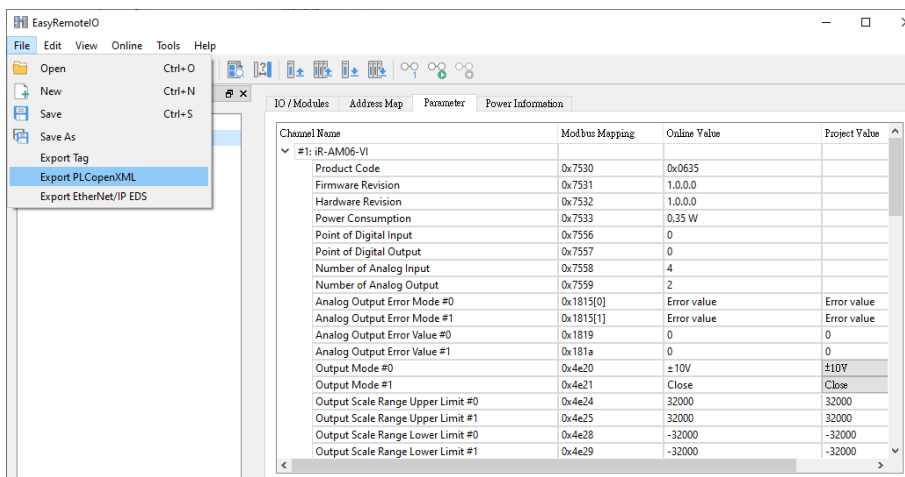 EasyRemoteIO
File Edit View Online Tools Help
Open Ctrl+O
New Ctrl+N
Save Ctrl+S
Save As
Export Tag
Export PLCopenXML
Export EtherNet/IP EDS
IO / Modules Address Map Parameter Power Information
Channel Name Modbus Mapping Online Value Project Value
#1: iR-AM06-VI
Product Code 0x7530 0x0635
Firmware Revision 0x7531 1.0.0.0
Hardware Revision 0x7532 1.0.0.0
Power Consumption 0x7533 0.35 W
Point of Digital Input 0x7556 0
Point of Digital Output 0x7557 0
Number of Analog Input 0x7558 4
Number of Analog Output 0x7559 2
Analog Output Error Mode #0 0x1815[0] Error value Error value
Analog Output Error Mode #1 0x1815[1] Error value Error value
Analog Output Error Value #0 0x1819 0 0
Analog Output Error Value #1 0x181a 0 0
Output Mode #0 0x4e20 ±10V ±10V
Output Mode #1 0x4e21 Close Close
Output Scale Range Upper Limit #0 0x4e24 32000 32000
Output Scale Range Upper Limit #1 0x4e25 32000 32000
Output Scale Range Lower Limit #0 0x4e28 -32000 -32000
Output Scale Range Lower Limit #1 0x4e29 -32000 -32000